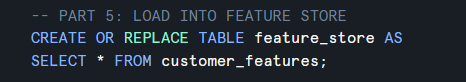 -- PART 5: LOAD INTO FEATURE STORE
CREATE OR REPLACE TABLE feature_store AS
SELECT * FROM customer_features;